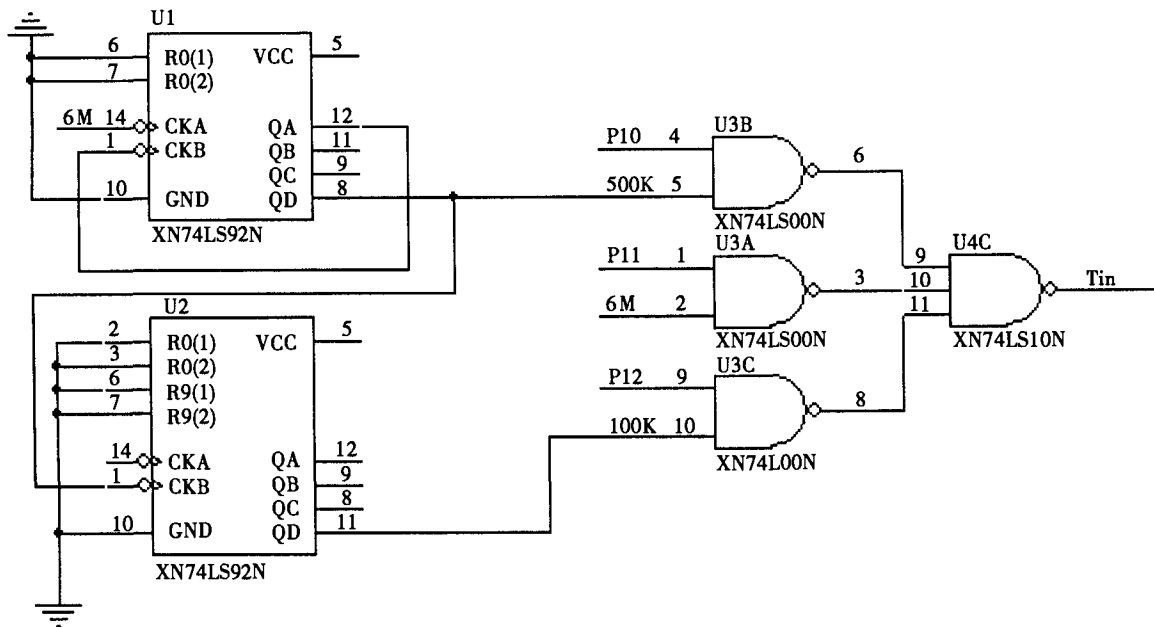 U1
6 R0(1) VCC 5
7 R0(2)
6M 14 CKA QA 12
1 CKB QB 11
QC 9
10 GND QD 8
XN74LS92N
U2
2 R0(1) VCC 5
3 R0(2)
6 R9(1)
7 R9(2)
14 CKA QA 12
1 CKB QB 9
QC 8
10 GND QD 11
XN74LS92N
P10 4 U3B 6
500K 5
XN74LS00N
P11 1 U3A 3
6M 2
XN74LS00N
P12 9 U3C 8
100K 10
XN74L00N
U4C
9
10 Tin
11
XN74LS10N